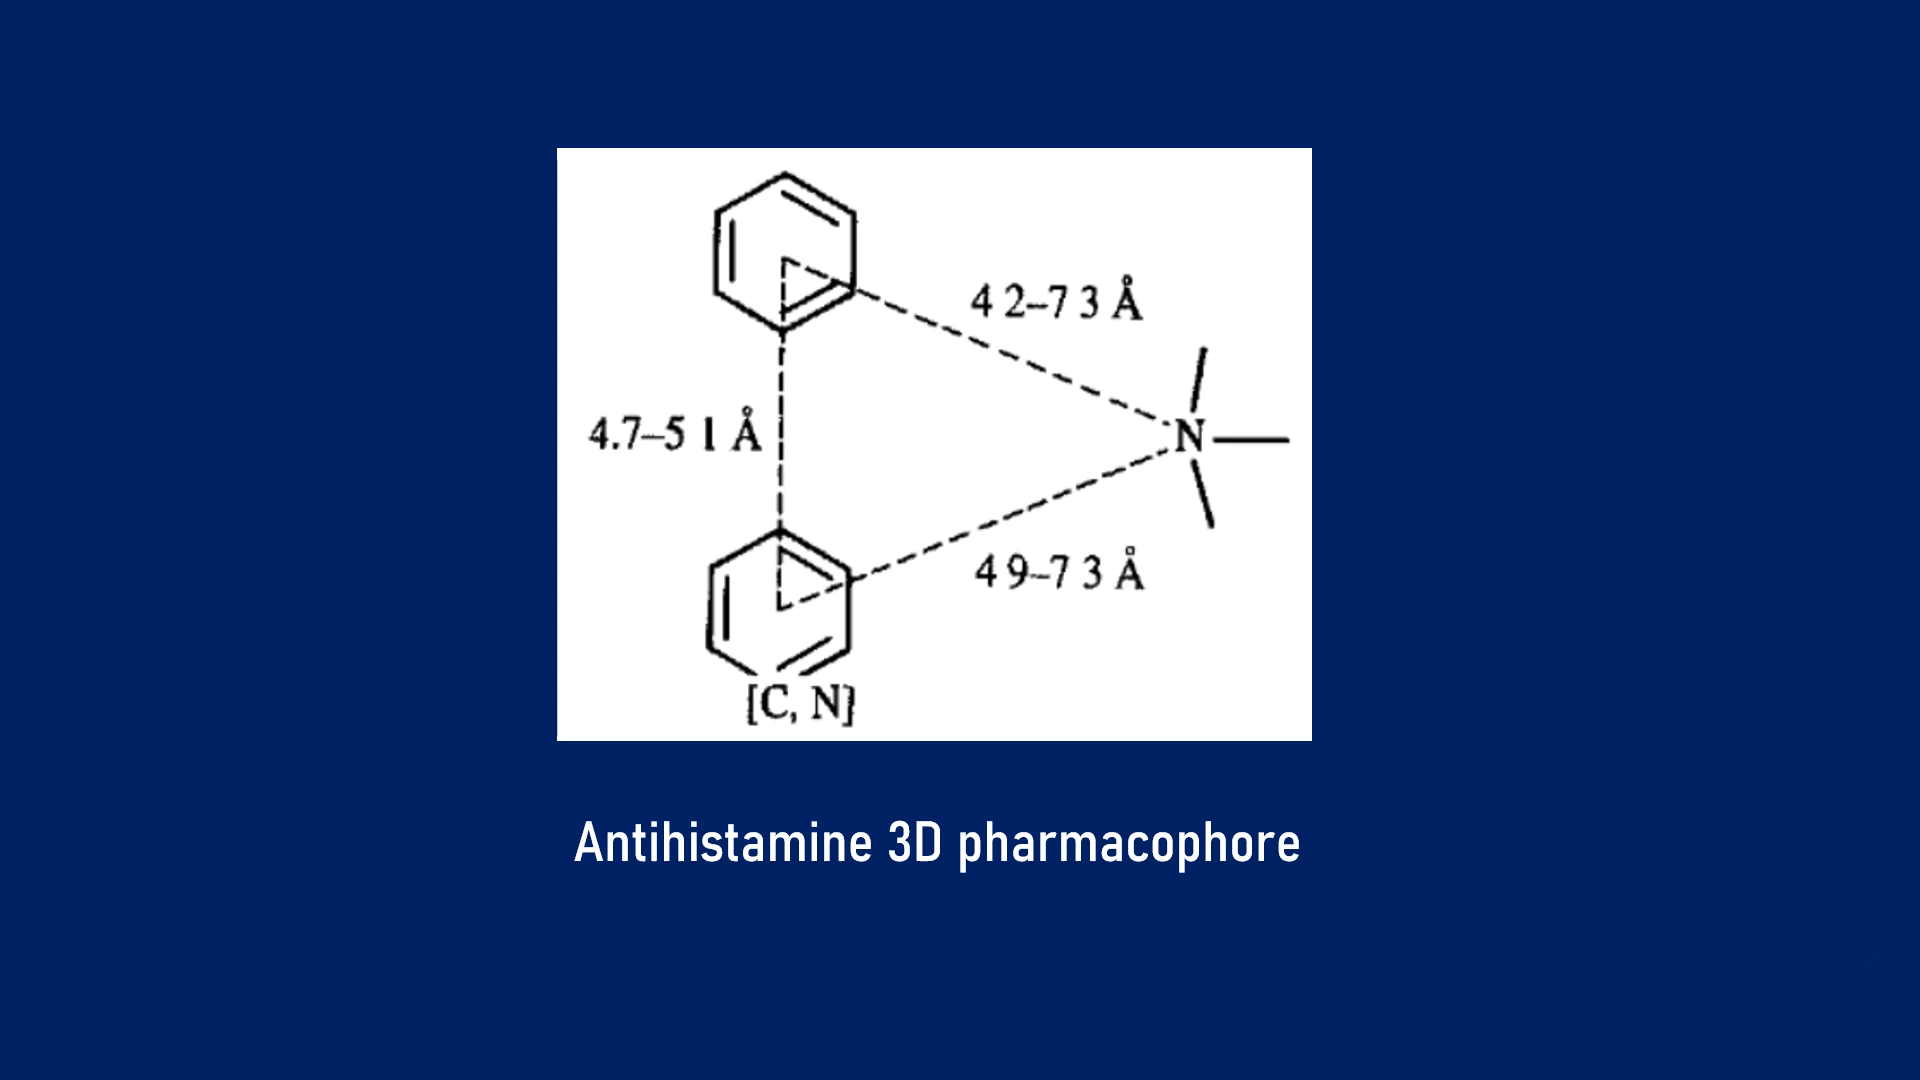 4 2–7 3 Å
N
4.7–5 1 Å
4 9–7 3 Å
[C, N]
Antihistamine 3D pharmacophore